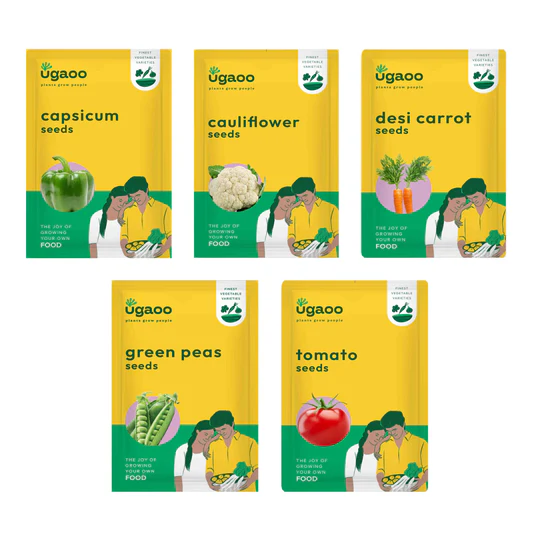 ugaoo
plants grow people
FINEST
VEGETABLE
VARIETIES
capsicum
seeds
THE JOY OF
GROWING
YOUR OWN
FOOD
ugaoo
plants grow people
FINEST
VEGETABLE
VARIETIES
cauliflower
seeds
THE JOY OF
GROWING
YOUR OWN
FOOD
ugaoo
plants grow people
FINEST
VEGETABLE
VARIETIES
desi carrot
seeds
THE JOY OF
GROWING
YOUR OWN
FOOD
ugaoo
plants grow people
FINEST
VEGETABLE
VARIETIES
green peas
seeds
THE JOY OF
GROWING
YOUR OWN
FOOD
ugaoo
plants grow people
FINEST
VEGETABLE
VARIETIES
tomato
seeds
THE JOY OF
GROWING
YOUR OWN
FOOD